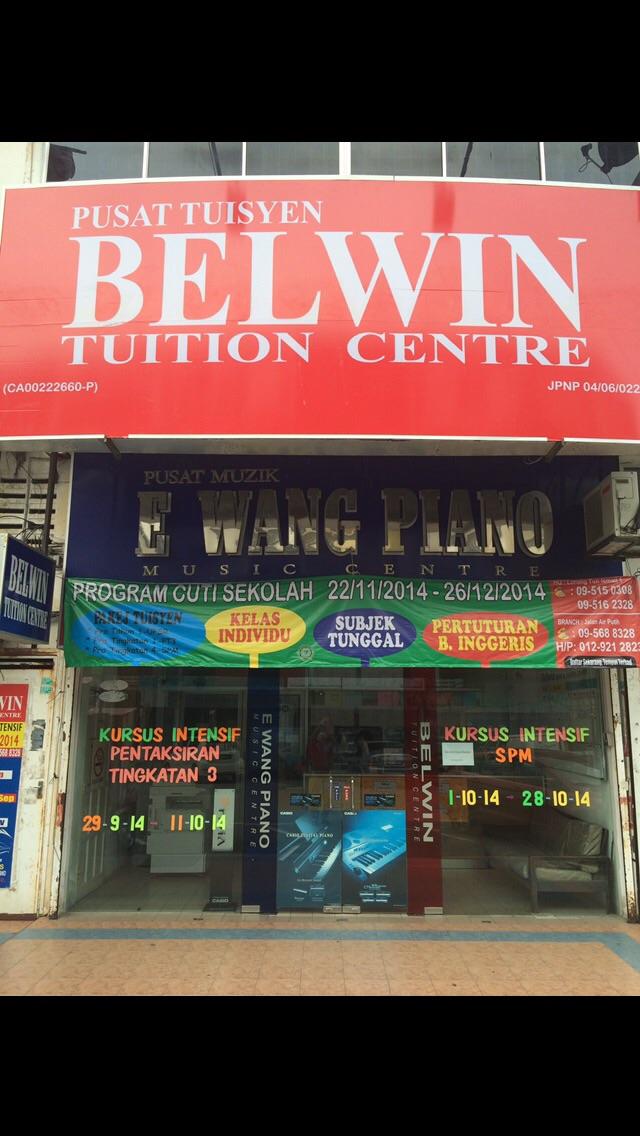 PUSAT TUISYEN
BELWIN
TUITION CENTRE
(CA00222660-P)
JPNP 04/06/022
PUSAT MUZIK
E WANG PIANO
MUSIC CENTRE
BELWIN
TUITION CENTRE
PROGRAM CUTI SEKOLAH 22/11/2014 - 26/12/2014
PAKEJ TUISYEN
KELAS INDIVIDU
SUBJEK TUNGGAL
PERTUTURAN B. INGGERIS
: 09-515 0308
09-516 2328
BRANCH : Jalan Air Putih
: 09-568 8328
H/P: 012-921 2823
KURSUS INTENSIF
PENTAKSIRAN
TINGKATAN 3
29-9-14 - 11-10-14
E WANG PIANO
MUSIC CENTRE
BELWIN
TUITION CENTRE
KURSUS INTENSIF
SPM
1-10-14 - 28-10-14
CASIO